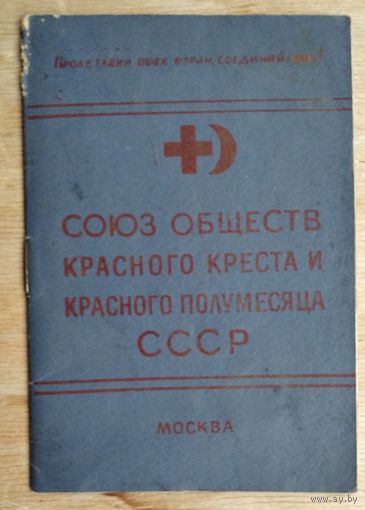 Пролетарии всех стран, соединяйтесь!
СОЮЗ ОБЩЕСТВ
КРАСНОГО КРЕСТА И
КРАСНОГО ПОЛУМЕСЯЦА
СССР
МОСКВА
www.ay.by